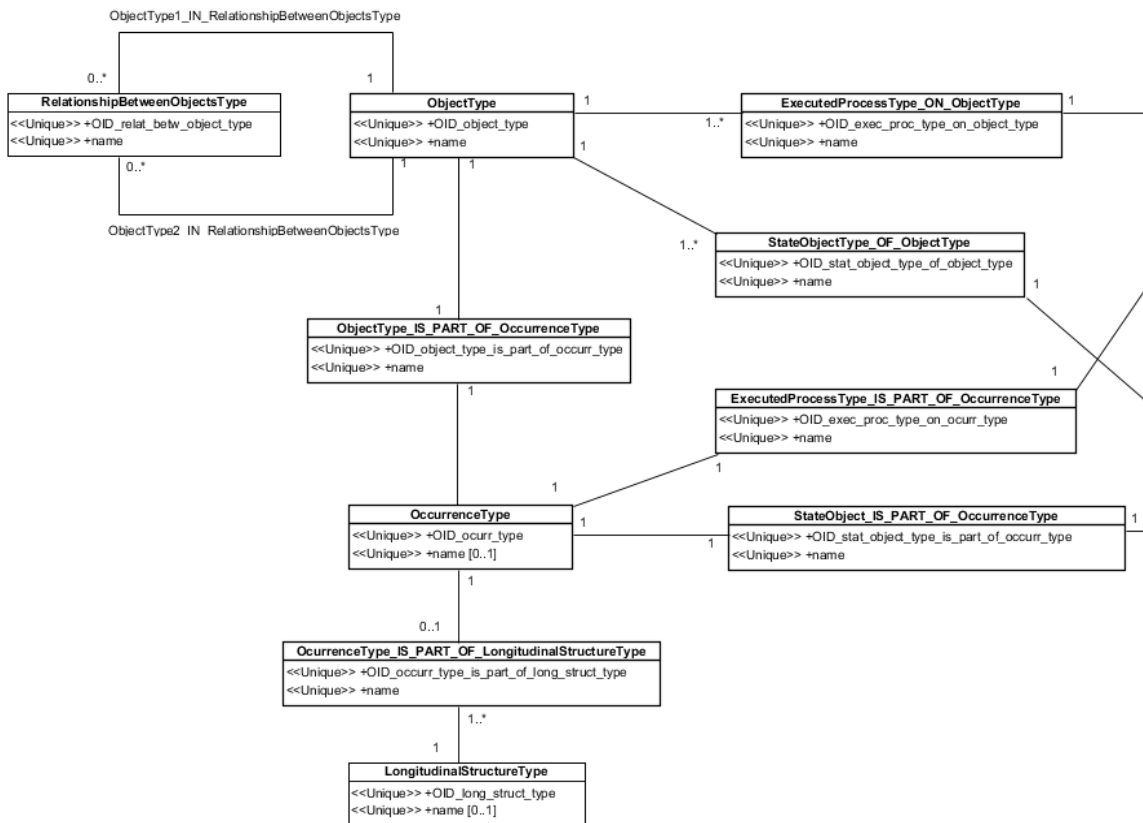 ObjectType1_IN_RelationshipBetweenObjectsType
0..*
1
RelationshipBetweenObjectsType
<<Unique>> +OID_relat_betw_object_type
<<Unique>> +name
0..*
ObjectType2_IN_RelationshipBetweenObjectsType
1
ObjectType
<<Unique>> +OID_object_type
<<Unique>> +name
1
1..*
ExecutedProcessType_ON_ObjectType
<<Unique>> +OID_exec_proc_type_on_object_type
<<Unique>> +name
1
1
1..*
StateObjectType_OF_ObjectType
<<Unique>> +OID_stat_object_type_of_object_type
<<Unique>> +name
1
1
1
ObjectType_IS_PART_OF_OccurrenceType
<<Unique>> +OID_object_type_is_part_of_occurr_type
<<Unique>> +name
1
1
ExecutedProcessType_IS_PART_OF_OccurrenceType
<<Unique>> +OID_exec_proc_type_on_ocurr_type
<<Unique>> +name
1
1
OccurrenceType
<<Unique>> +OID_ocurr_type
<<Unique>> +name [0..1]
1
1
StateObject_IS_PART_OF_OccurrenceType
<<Unique>> +OID_stat_object_type_is_part_of_occurr_type
<<Unique>> +name
1
1
0..1
OcurrenceType_IS_PART_OF_LongitudinalStructureType
<<Unique>> +OID_occurr_type_is_part_of_long_struct_type
<<Unique>> +name
1..*
1
LongitudinalStructureType
<<Unique>> +OID_long_struct_type
<<Unique>> +name [0..1]